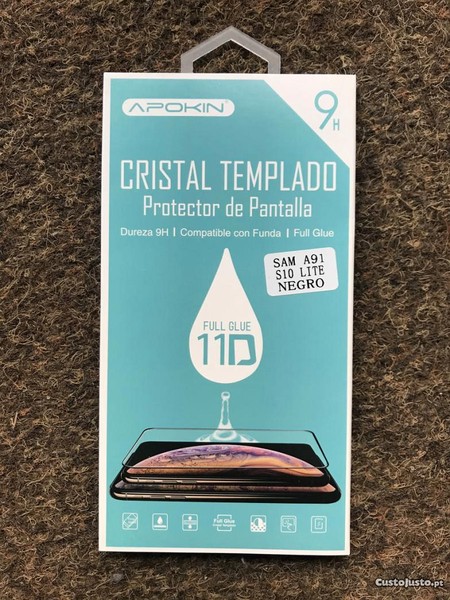 APOKIN
9H
CRISTAL TEMPLADO
Protector de Pantalla
Dureza 9H | Compatible con Funda | Full Glue
SAM A91
S10 LITE
NEGRO
FULL GLUE
11D
Full Glue
CustoJusto.pt